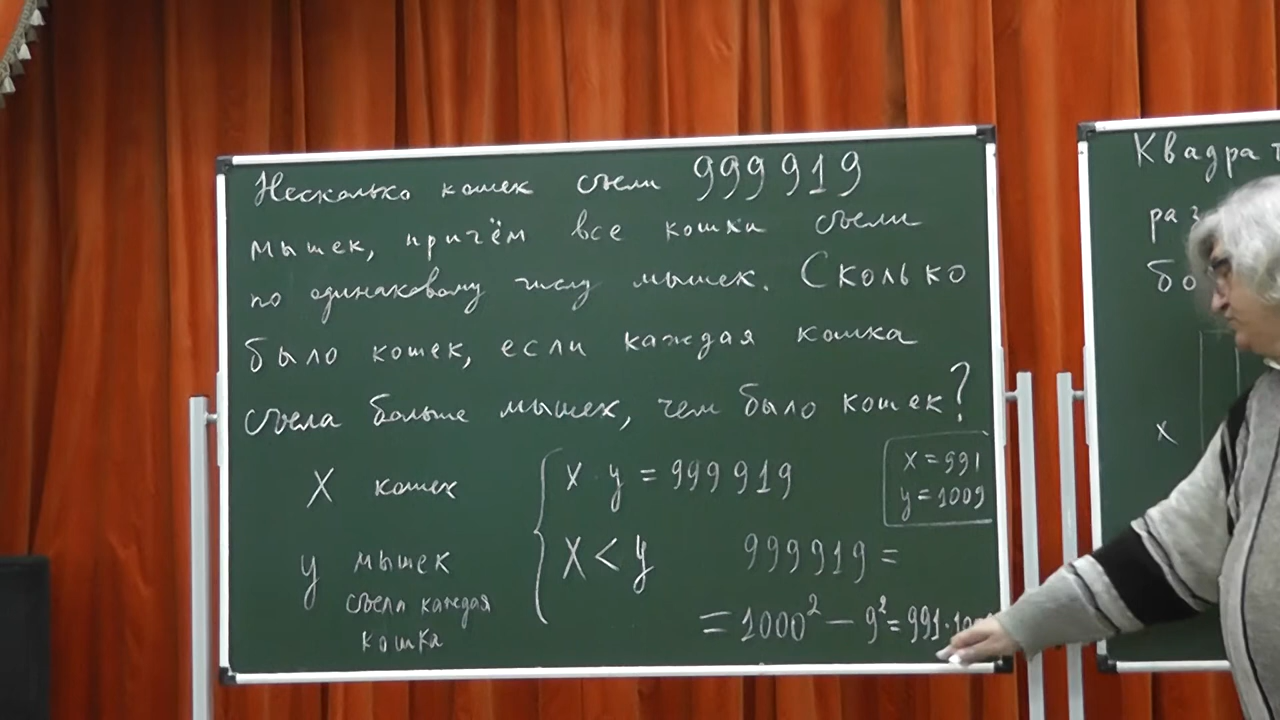 Несколько кошек съели 999919
мышек, причём все кошки съели
по одинаковому числу мышек. Сколько
было кошек, если каждая кошка
съела больше мышек, чем было кошек?
X кошек
y мышек
съела каждая
кошка
x · y = 999919
x < y
x = 991
y = 1009
999919 =
= 1000² − 9² = 991 ·
Квадрат
раз
бо
x